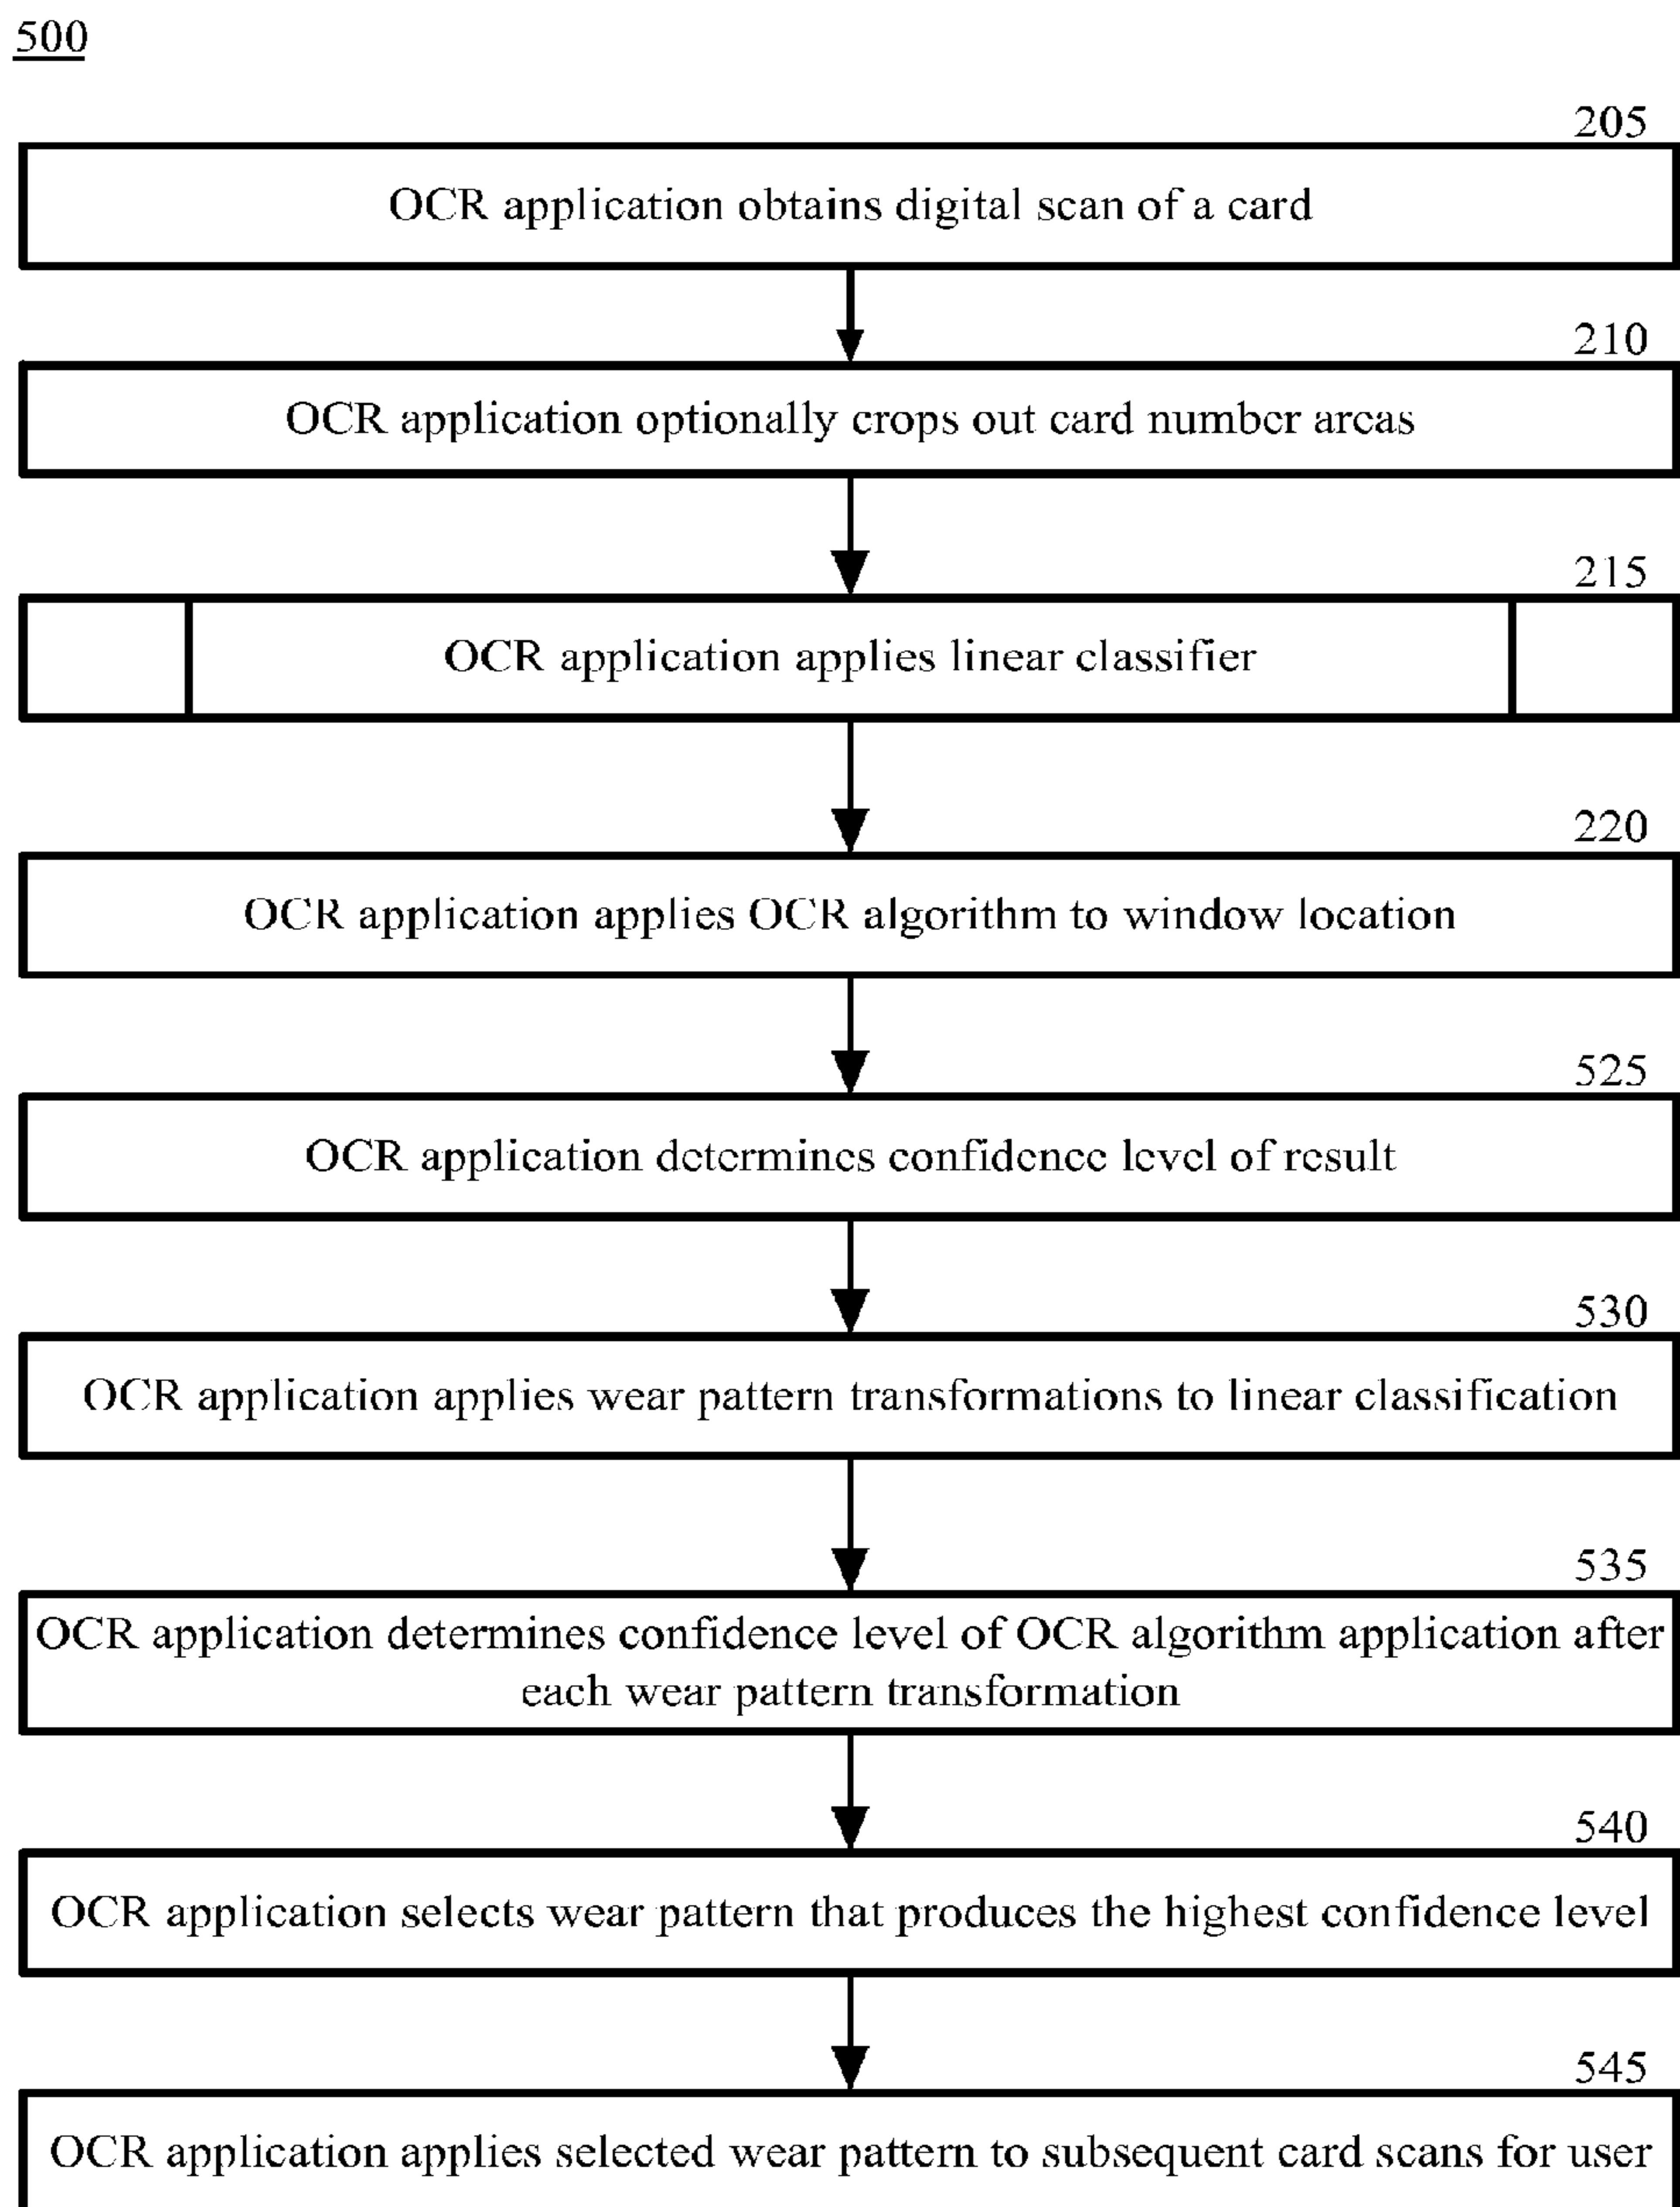 500
205
OCR application obtains digital scan of a card
210
OCR application optionally crops out card number areas
215
OCR application applies linear classifier
220
OCR application applies OCR algorithm to window location
525
OCR application determines confidence level of result
530
OCR application applies wear pattern transformations to linear classification
535
OCR application determines confidence level of OCR algorithm application after
each wear pattern transformation
540
OCR application selects wear pattern that produces the highest confidence level
545
OCR application applies selected wear pattern to subsequent card scans for user